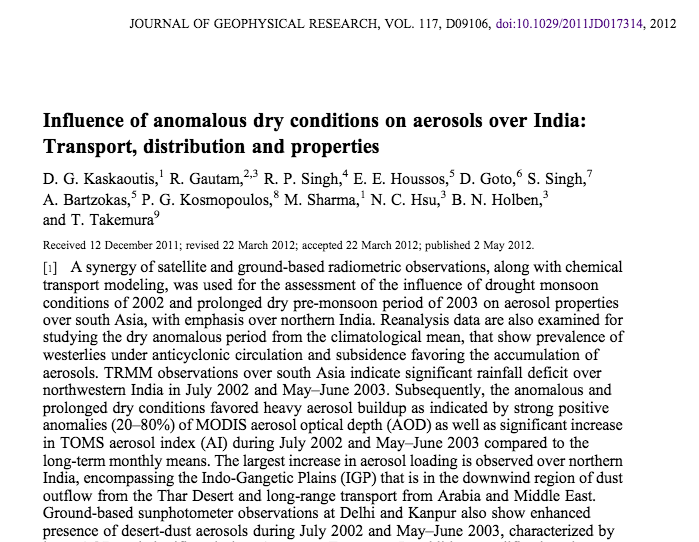 JOURNAL OF GEOPHYSICAL RESEARCH, VOL. 117, D09106, doi:10.1029/2011JD017314, 2012
Influence of anomalous dry conditions on aerosols over India:
Transport, distribution and properties
D. G. Kaskaoutis,1 R. Gautam,2,3 R. P. Singh,4 E. E. Houssos,5 D. Goto,6 S. Singh,7
A. Bartzokas,5 P. G. Kosmopoulos,8 M. Sharma,1 N. C. Hsu,3 B. N. Holben,3
and T. Takemura9
Received 12 December 2011; revised 22 March 2012; accepted 22 March 2012; published 2 May 2012.
[1] A synergy of satellite and ground-based radiometric observations, along with chemical
transport modeling, was used for the assessment of the influence of drought monsoon
conditions of 2002 and prolonged dry pre-monsoon period of 2003 on aerosol properties
over south Asia, with emphasis over northern India. Reanalysis data are also examined for
studying the dry anomalous period from the climatological mean, that show prevalence of
westerlies under anticyclonic circulation and subsidence favoring the accumulation of
aerosols. TRMM observations over south Asia indicate significant rainfall deficit over
northwestern India in July 2002 and May–June 2003. Subsequently, the anomalous and
prolonged dry conditions favored heavy aerosol buildup as indicated by strong positive
anomalies (20–80%) of MODIS aerosol optical depth (AOD) as well as significant increase
in TOMS aerosol index (AI) during July 2002 and May–June 2003 compared to the
long-term monthly means. The largest increase in aerosol loading is observed over northern
India, encompassing the Indo-Gangetic Plains (IGP) that is in the downwind region of dust
outflow from the Thar Desert and long-range transport from Arabia and Middle East.
Ground-based sunphotometer observations at Delhi and Kanpur also show enhanced
presence of desert-dust aerosols during July 2002 and May–June 2003, characterized by